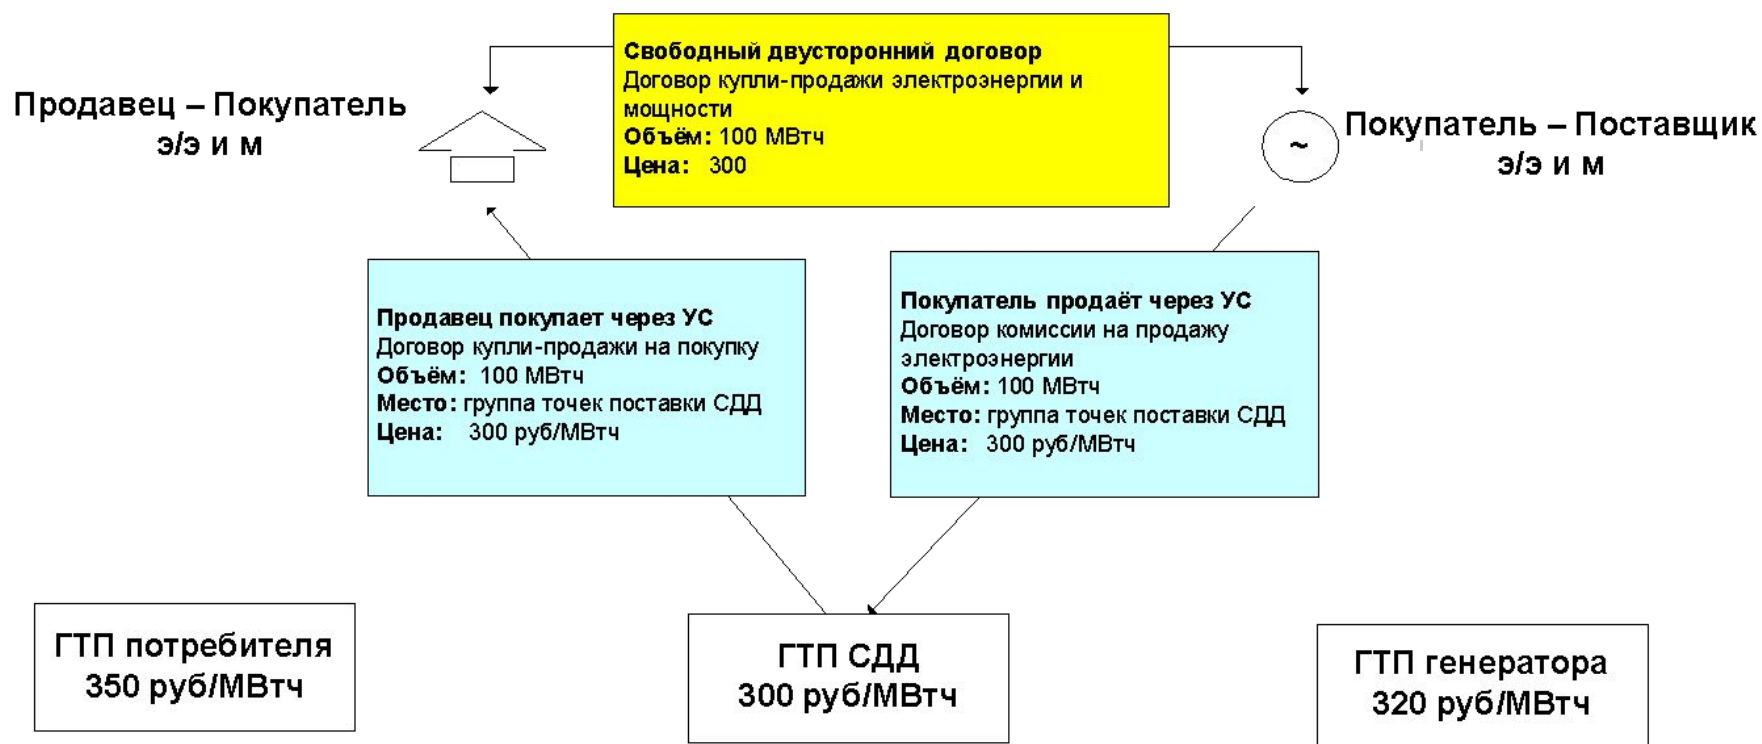 Свободный двусторонний договор
Договор купли-продажи электроэнергии и
мощности
Объём: 100 МВтч
Цена: 300
Продавец – Покупатель
э/э и м
~
Покупатель – Поставщик
э/э и м
Продавец покупает через УС
Договор купли-продажи на покупку
Объём: 100 МВтч
Место: группа точек поставки СДД
Цена: 300 руб/МВтч
Покупатель продаёт через УС
Договор комиссии на продажу
электроэнергии
Объём: 100 МВтч
Место: группа точек поставки СДД
Цена: 300 руб/МВтч
ГТП потребителя
350 руб/МВтч
ГТП СДД
300 руб/МВтч
ГТП генератора
320 руб/МВтч